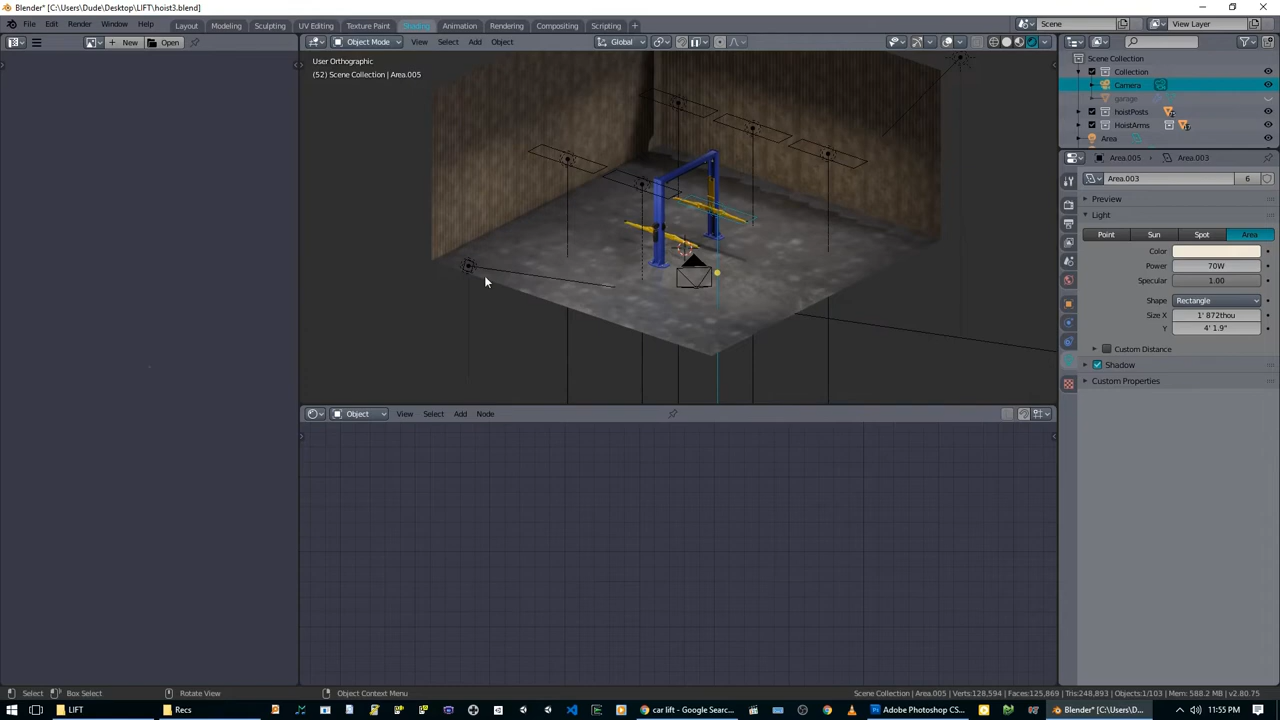 Blender* [C:\Users\Dude\Desktop\LIFT\hoist3.blend]
File Edit Render Window Help Layout Modeling Sculpting UV Editing Texture Paint Shading Animation Rendering Compositing Scripting + Scene View Layer
New Open Object Mode View Select Add Object Global
User Orthographic
(52) Scene Collection | Area.005
Scene Collection
Collection
Camera
garage
hoistPosts
HoistArms
Area
Area.005 Area.003
Area.003 6
Preview
Light
Point Sun Spot Area
Color
Power 70W
Specular 1.00
Shape Rectangle
Size X 1' 872thou
Y 4' 1.9"
Custom Distance
Shadow
Custom Properties
Object View Select Add Node
Select Box Select Rotate View Object Context Menu Scene Collection | Area.005 | Verts:128,594 | Faces:125,869 | Tris:248,893 | Objects:1/103 | Mem: 588.2 MB | v2.80.75
LIFT Recs car lift - Google Sear... Adobe Photoshop CS... Blender* [C:\Users\D... 11:55 PM